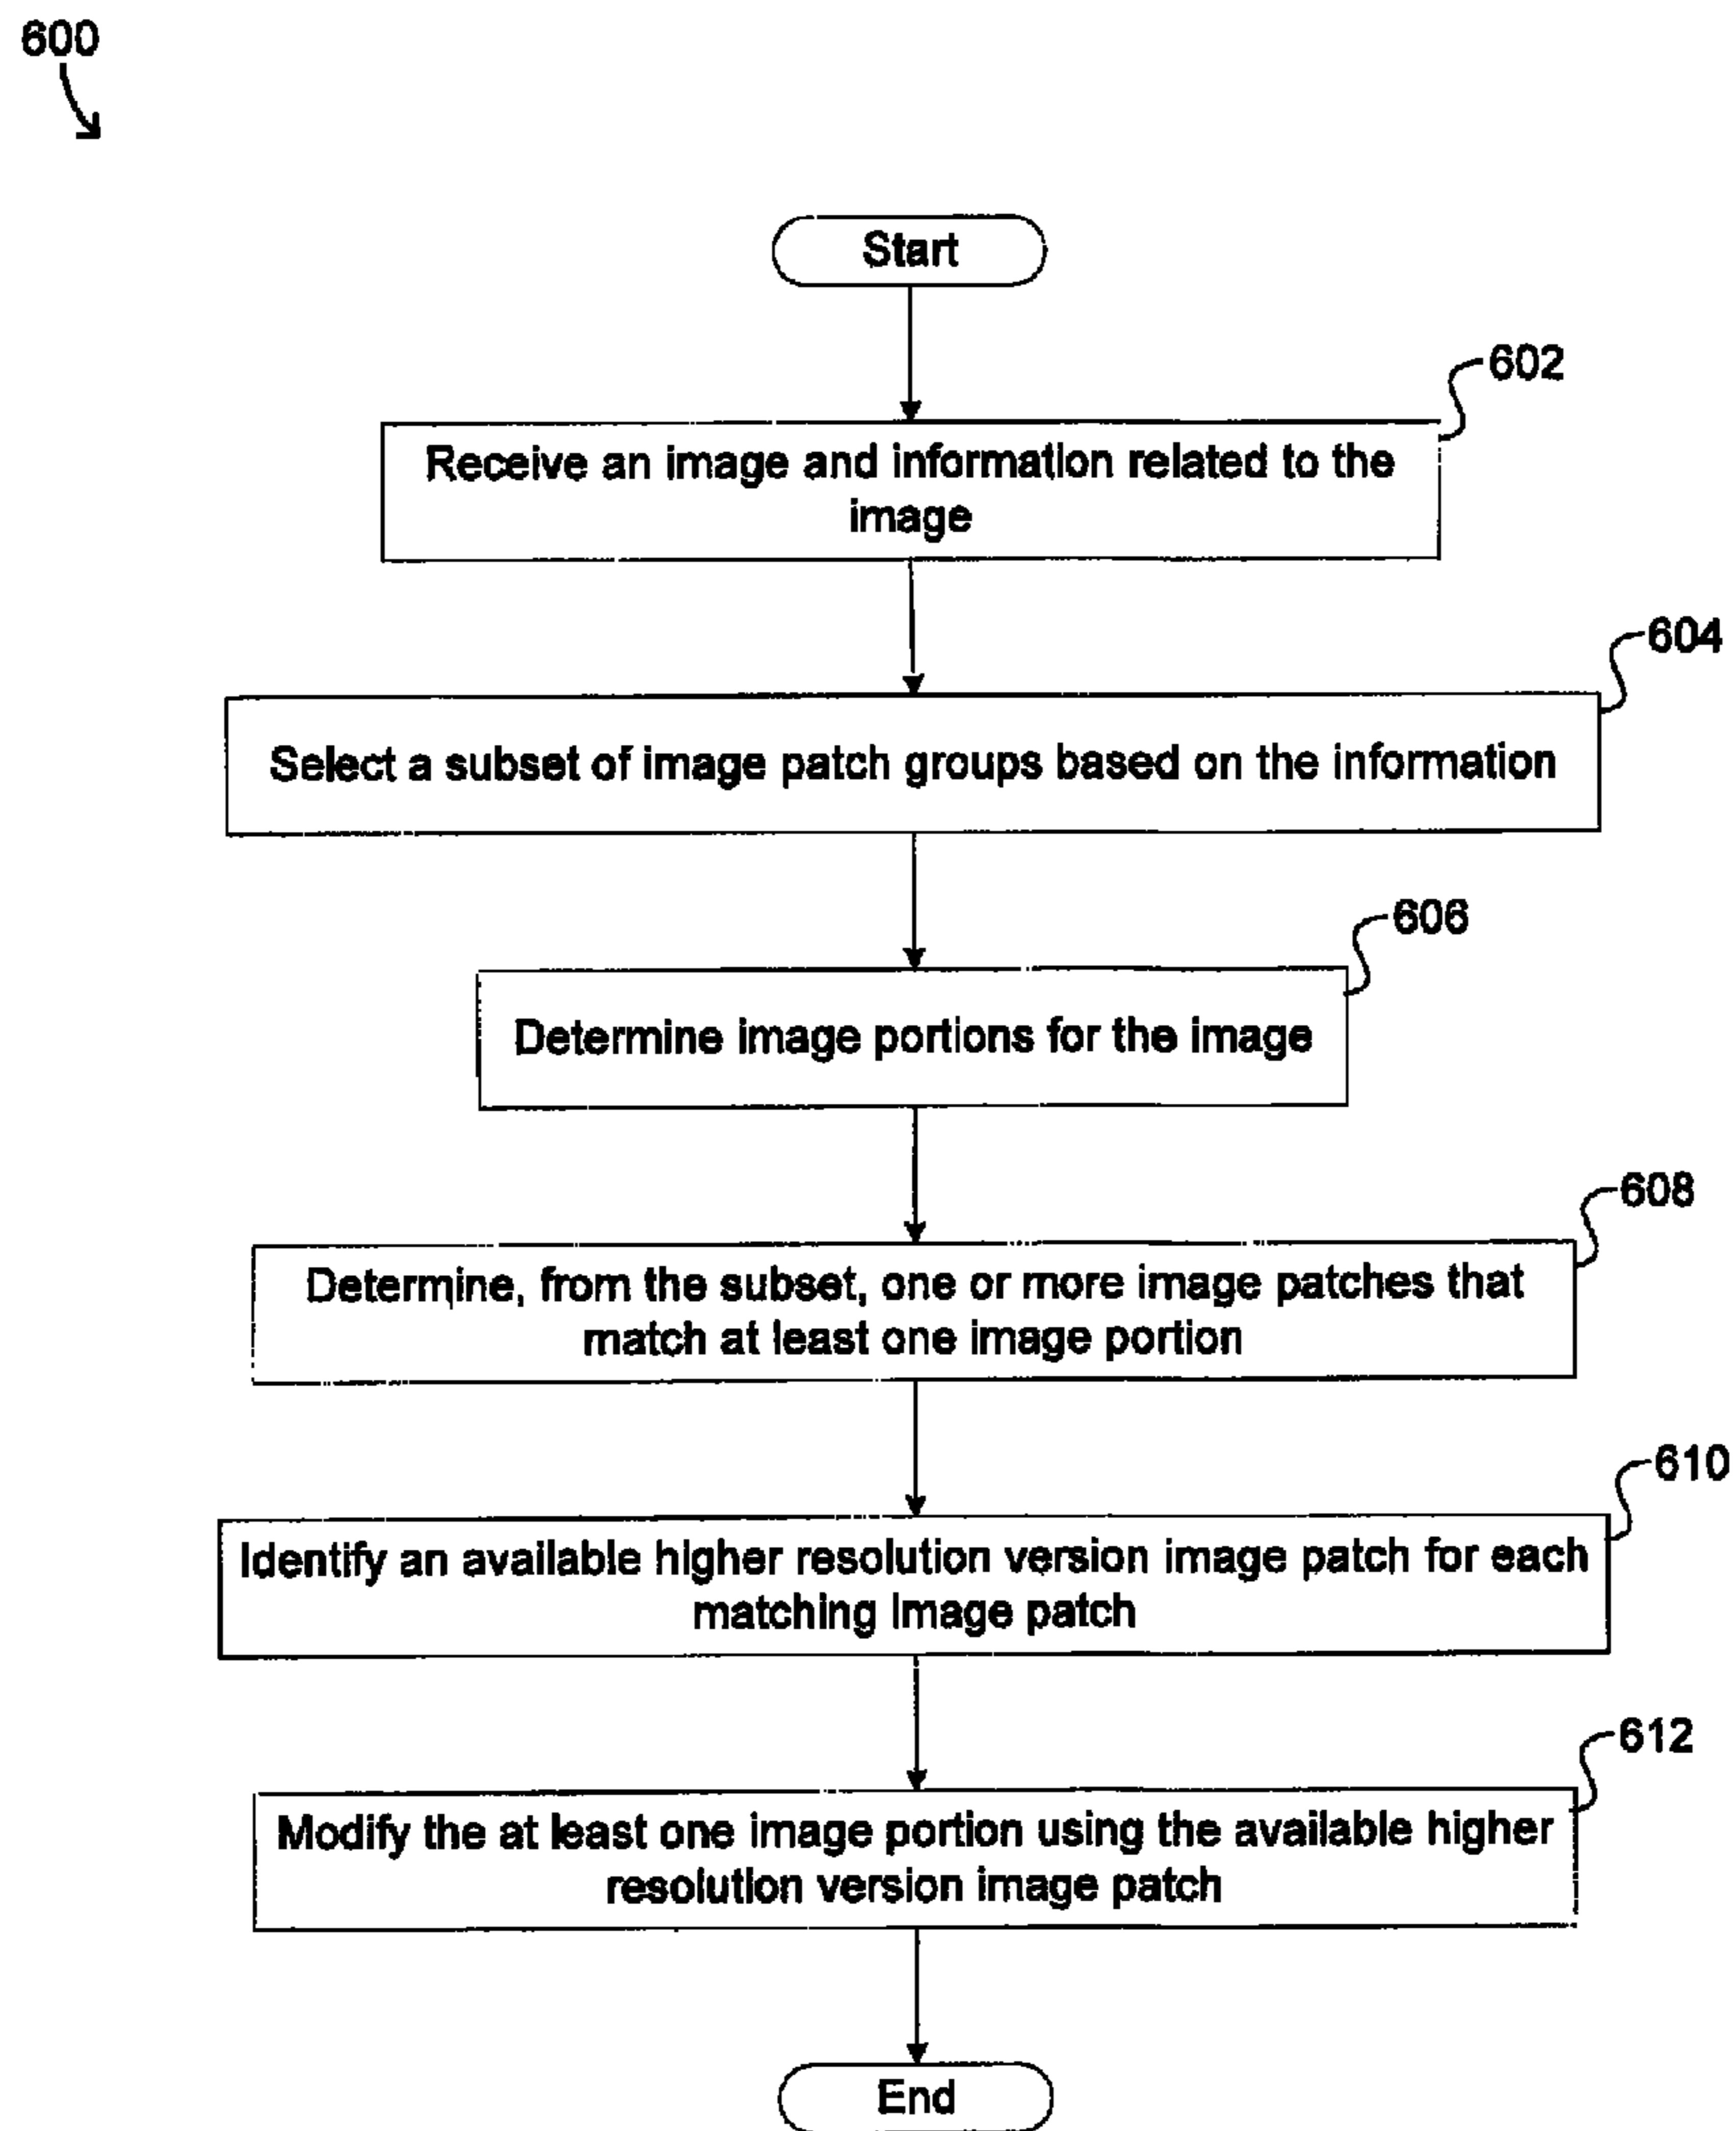 600
Start
602
Receive an image and information related to the
image
604
Select a subset of image patch groups based on the information
606
Determine image portions for the image
608
Determine, from the subset, one or more image patches that
match at least one image portion
610
Identify an available higher resolution version image patch for each
matching image patch
612
Modify the at least one image portion using the available higher
resolution version image patch
End